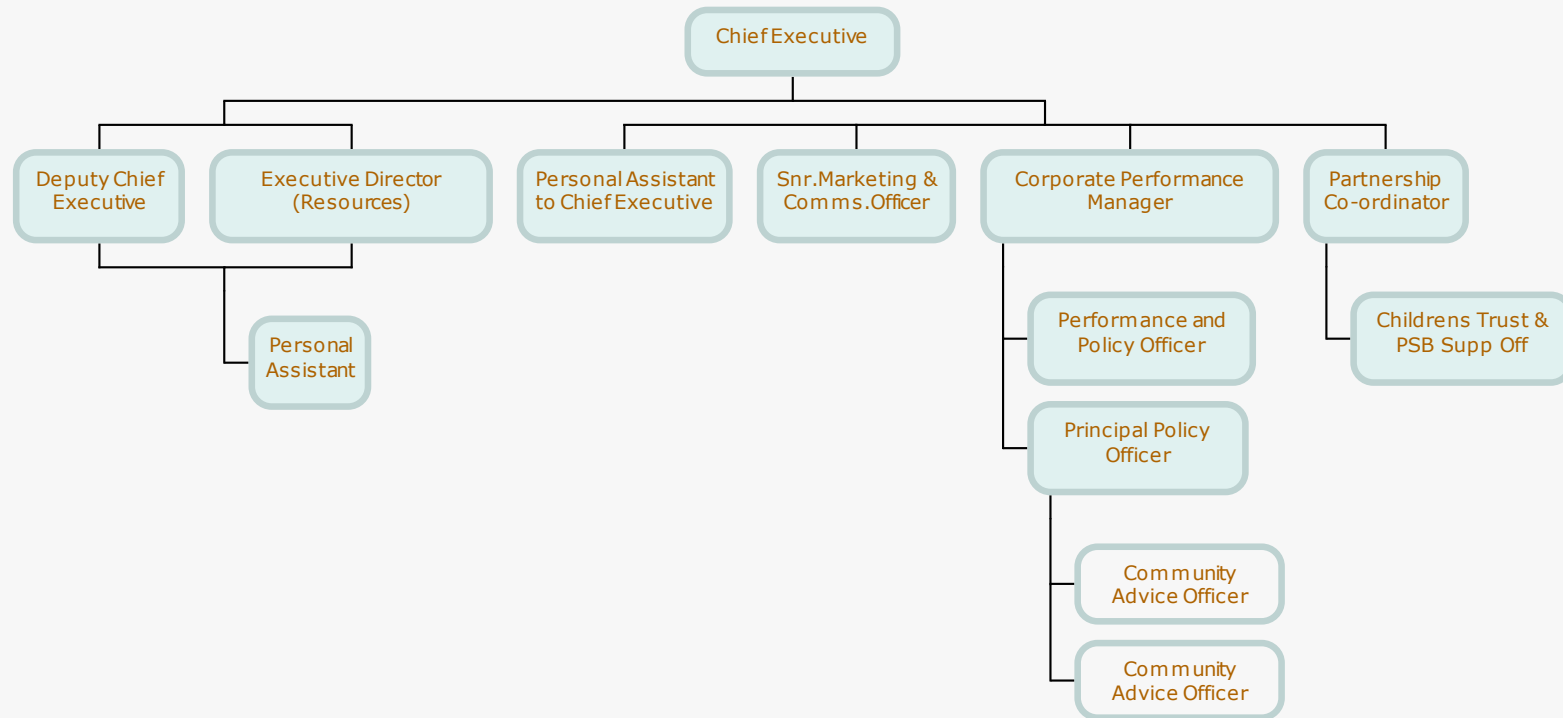 Chief Executive
Deputy Chief
Executive
Executive Director
(Resources)
Personal Assistant
to Chief Executive
Snr.Marketing &
Comms.Officer
Corporate Performance
Manager
Partnership
Co-ordinator
Personal
Assistant
Performance and
Policy Officer
Childrens Trust &
PSB Supp Off
Principal Policy
Officer
Community
Advice Officer
Community
Advice Officer